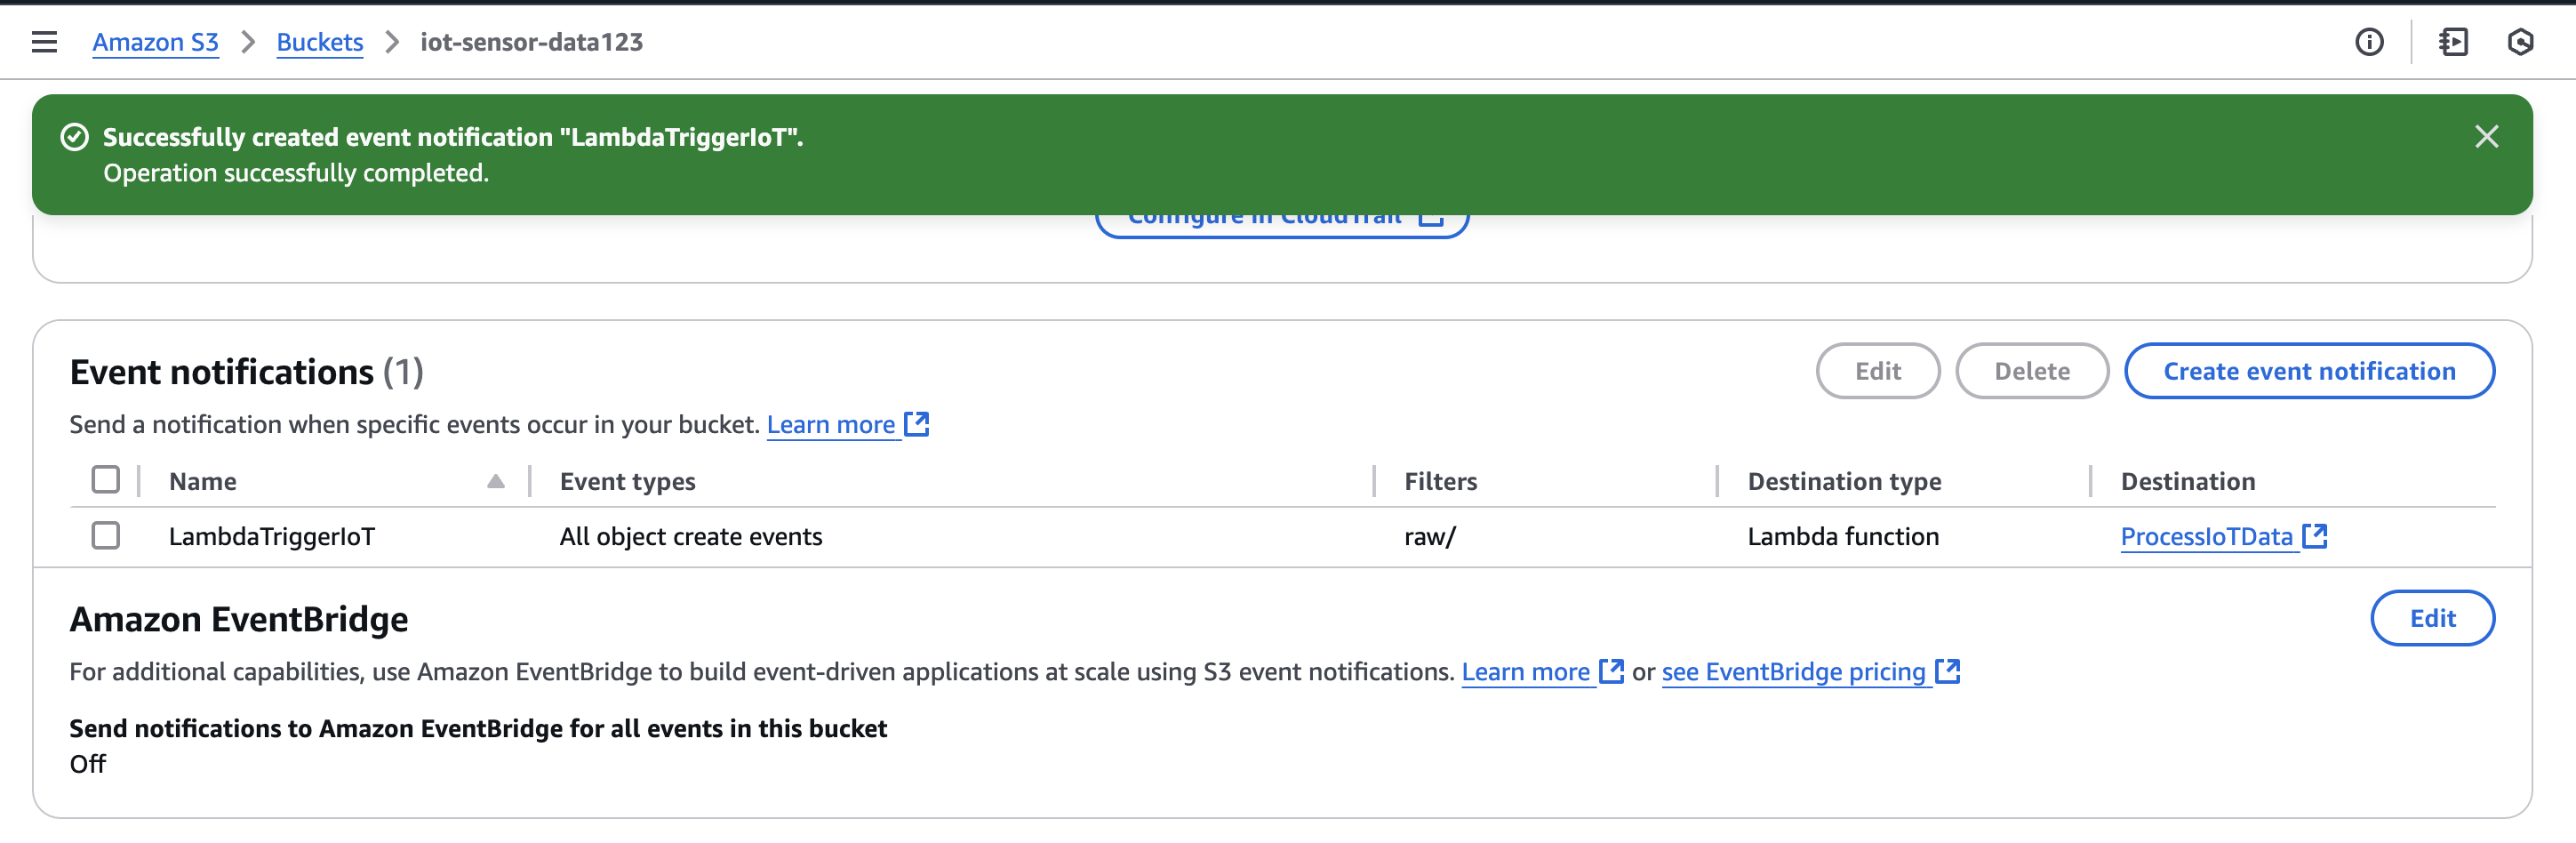 Amazon S3 > Buckets > iot-sensor-data123
Successfully created event notification "LambdaTriggerIoT".
Operation successfully completed.
Configure in CloudTrail
Event notifications (1)
Edit
Delete
Create event notification
Send a notification when specific events occur in your bucket. Learn more
Name Event types Filters Destination type Destination
LambdaTriggerIoT All object create events raw/ Lambda function ProcessIoTData
Amazon EventBridge
Edit
For additional capabilities, use Amazon EventBridge to build event-driven applications at scale using S3 event notifications. Learn more or see EventBridge pricing
Send notifications to Amazon EventBridge for all events in this bucket
Off